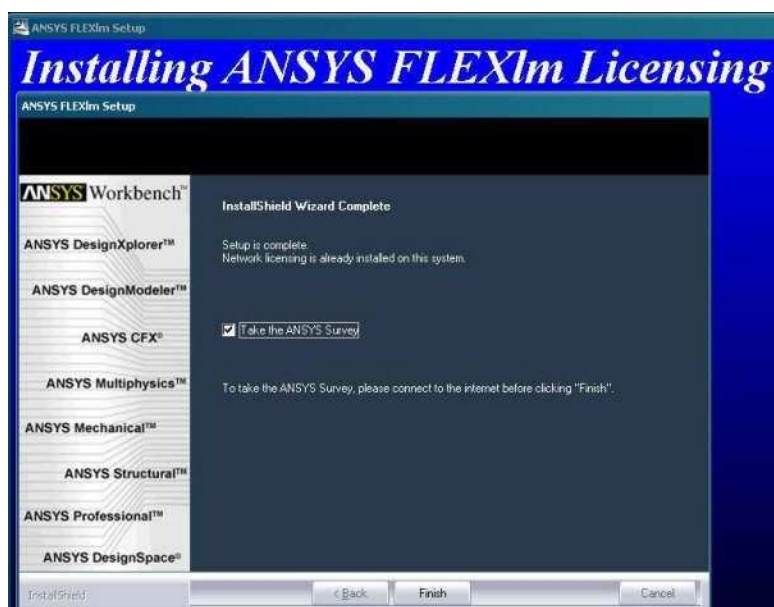 ANSYS FLEXlm Setup
Installing ANSYS FLEXlm Licensing
ANSYS FLEXlm Setup
ANSYS Workbench™
ANSYS DesignXplorer™
ANSYS DesignModeler™
ANSYS CFX®
ANSYS Multiphysics™
ANSYS Mechanical™
ANSYS Structural™
ANSYS Professional™
ANSYS DesignSpace®
InstallShield Wizard Complete
Setup is complete.
Network licensing is already installed on this system.
Take the ANSYS Survey
To take the ANSYS Survey, please connect to the internet before clicking "Finish".
InstallShield
< Back
Finish
Cancel